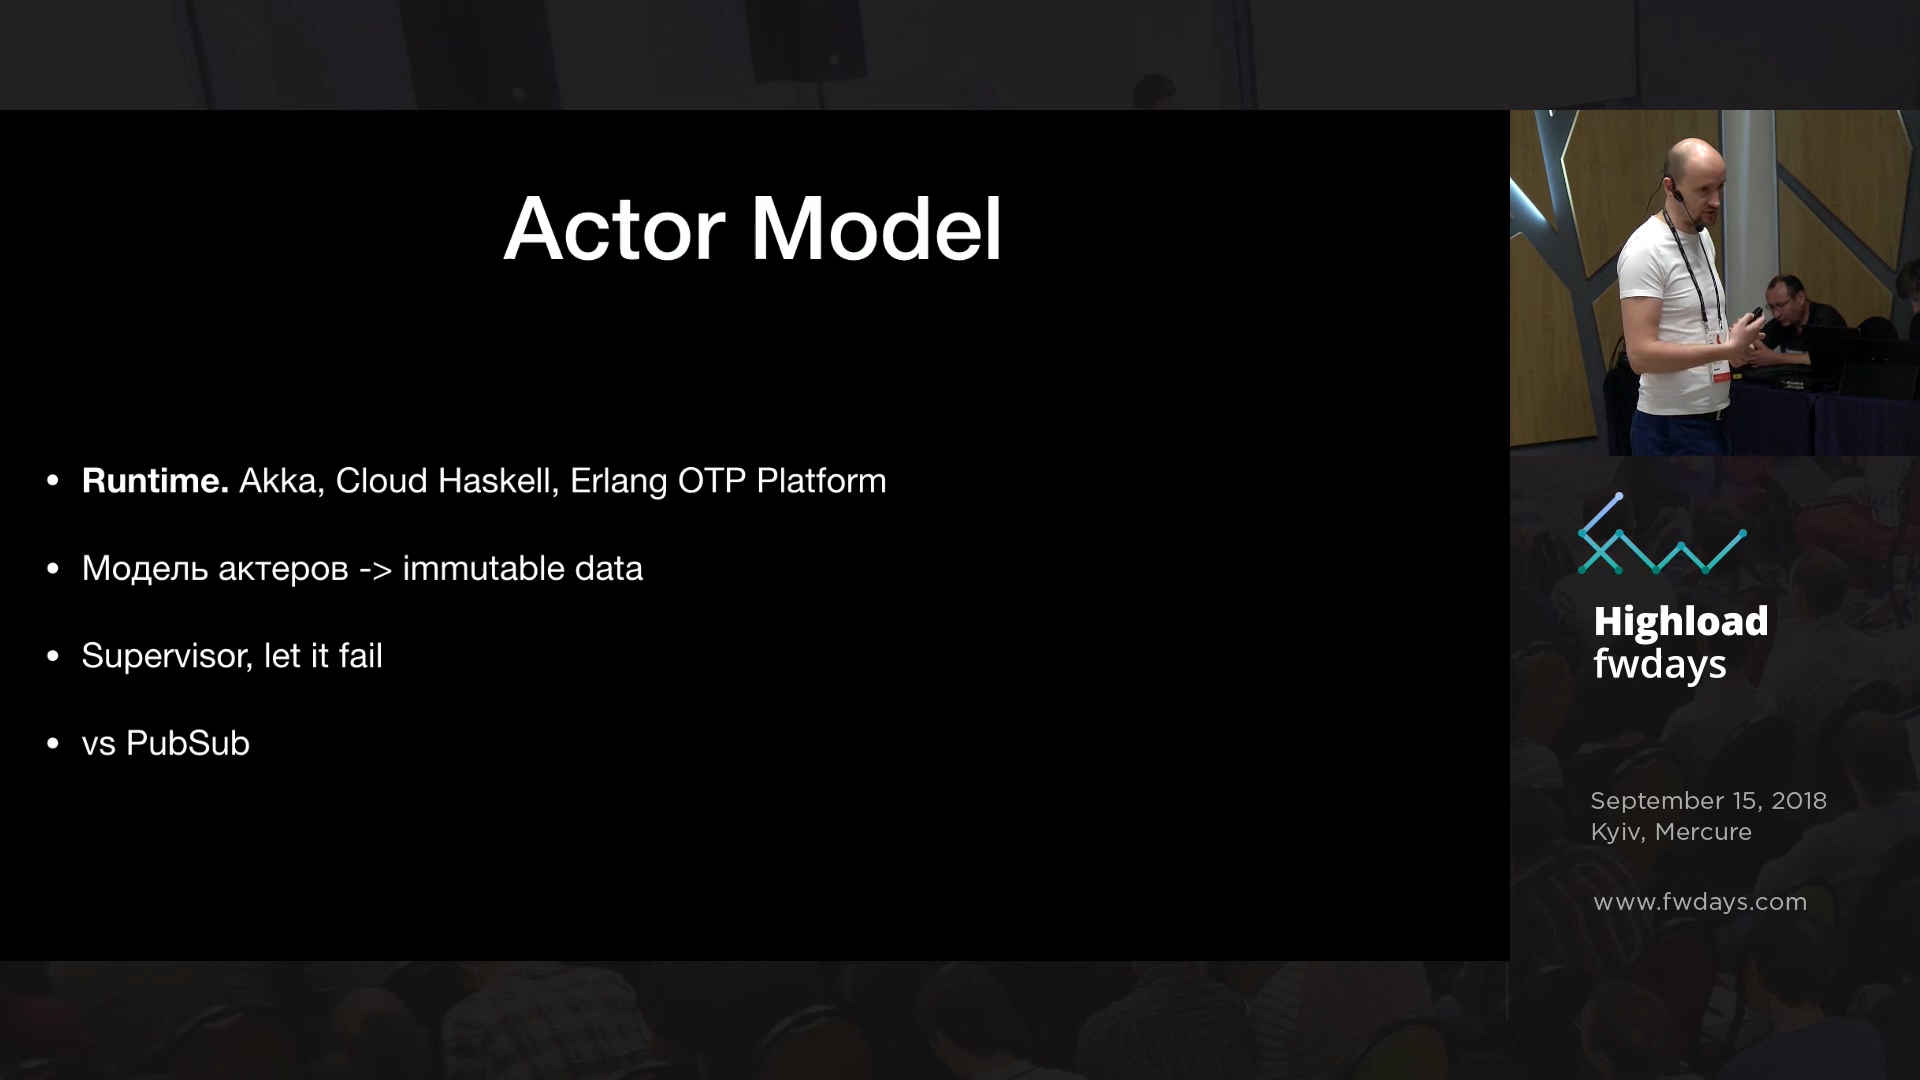 Actor Model
• Runtime. Akka, Cloud Haskell, Erlang OTP Platform
• Модель актеров -> immutable data
• Supervisor, let it fail
• vs PubSub
Highload
fwdays
September 15, 2018
Kyiv, Mercure
www.fwdays.com